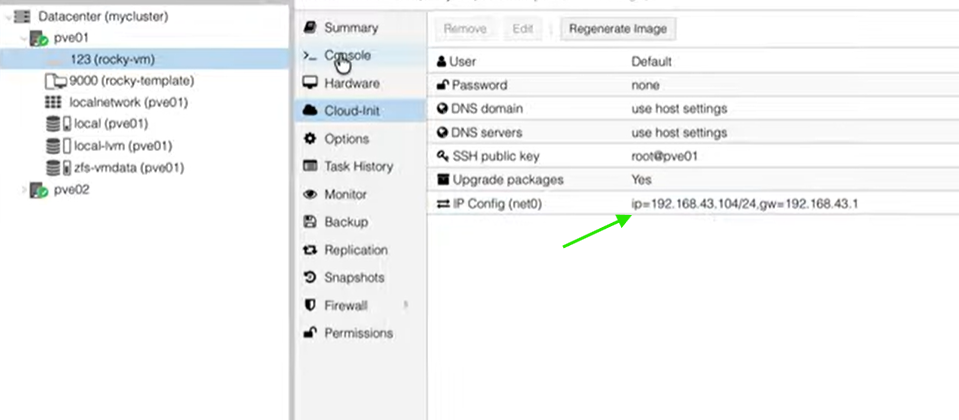 Datacenter (mycluster)
pve01
123 (rocky-vm)
9000 (rocky-template)
localnetwork (pve01)
local (pve01)
local-lvm (pve01)
zfs-vmdata (pve01)
pve02
Summary
Console
Hardware
Cloud-Init
Options
Task History
Monitor
Backup
Replication
Snapshots
Firewall
Permissions
Remove Edit Regenerate Image
User Default
Password none
DNS domain use host settings
DNS servers use host settings
SSH public key root@pve01
Upgrade packages Yes
IP Config (net0) ip=192.168.43.104/24,gw=192.168.43.1